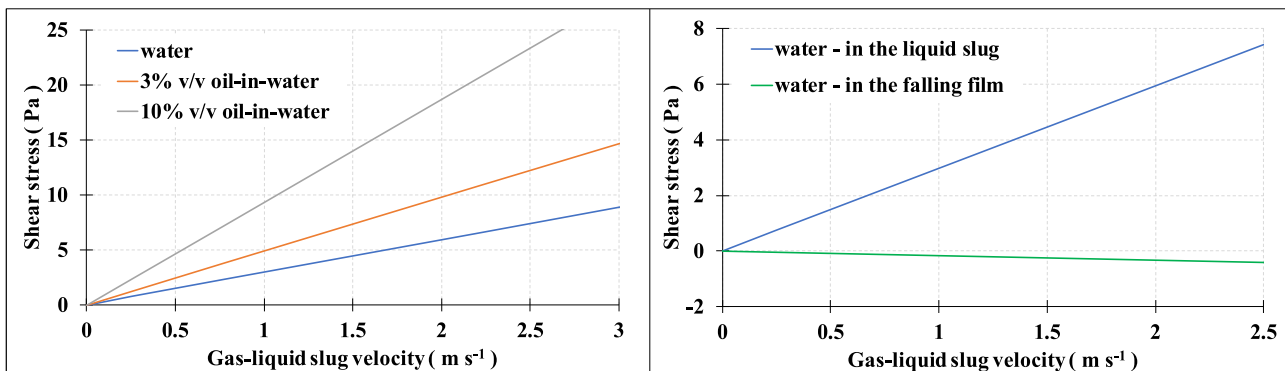 25
20
15
10
5
0
Shear stress ( Pa )
water
3% v/v oil-in-water
10% v/v oil-in-water
0 0.5 1 1.5 2 2.5 3
Gas-liquid slug velocity ( m s⁻¹ )
8
6
4
2
0
-2
Shear stress ( Pa )
water - in the liquid slug
water - in the falling film
0 0.5 1 1.5 2 2.5
Gas-liquid slug velocity ( m s⁻¹ )